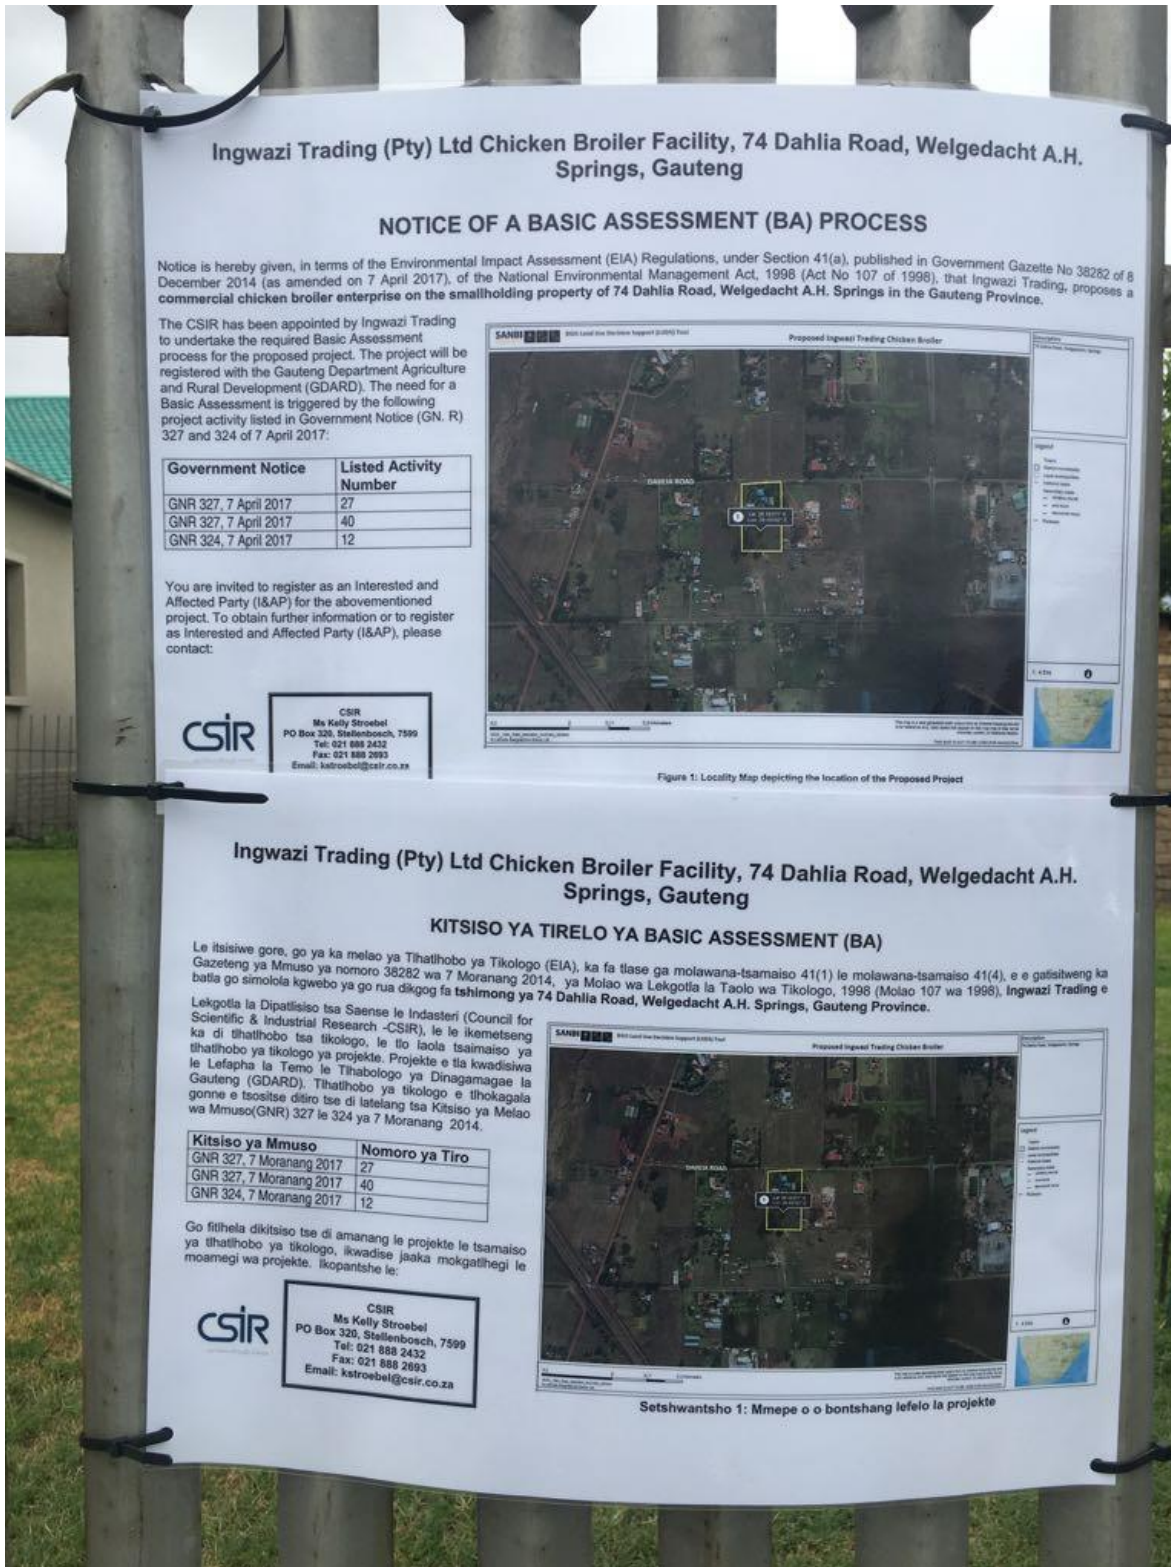 Ingwazi Trading (Pty) Ltd Chicken Broiler Facility, 74 Dahlia Road, Welgedacht A.H.
Springs, Gauteng
NOTICE OF A BASIC ASSESSMENT (BA) PROCESS
Notice is hereby given, in terms of the Environmental Impact Assessment (EIA) Regulations, under Section 41(a), published in Government Gazette No 38282 of 8
December 2014 (as amended on 7 April 2017), of the National Environmental Management Act, 1998 (Act No 107 of 1998), that Ingwazi Trading, proposes a
commercial chicken broiler enterprise on the smallholding property of 74 Dahlia Road, Welgedacht A.H. Springs in the Gauteng Province.
The CSIR has been appointed by Ingwazi Trading
to undertake the required Basic Assessment
process for the proposed project. The project will be
registered with the Gauteng Department Agriculture
and Rural Development (GDARD). The need for a
Basic Assessment is triggered by the following
project activity listed in Government Notice (GN. R)
327 and 324 of 7 April 2017:
Government Notice Listed Activity
Number
GNR 327, 7 April 2017 27
GNR 327, 7 April 2017 40
GNR 324, 7 April 2017 12
You are invited to register as an Interested and
Affected Party (I&AP) for the abovementioned
project. To obtain further information or to register
as Interested and Affected Party (I&AP), please
contact:
CSIR
CSIR
Ms Kelly Stroebel
PO Box 320, Stellenbosch, 7599
Tel: 021 888 2432
Fax: 021 888 2693
Email: kstroebel@csir.co.za
SANBI
BGIS Land Use Decision Support (LUDS) Tool
Proposed Ingwazi Trading Chicken Broiler
Description
DAHLIA ROAD
Legend
Figure 1: Locality Map depicting the location of the Proposed Project
Ingwazi Trading (Pty) Ltd Chicken Broiler Facility, 74 Dahlia Road, Welgedacht A.H.
Springs, Gauteng
KITSISO YA TIRELO YA BASIC ASSESSMENT (BA)
Le itsisiwe gore, go ya ka melao ya Tlhatlhobo ya Tikologo (EIA), ka fa tlase ga molawana-tsamaiso 41(1) le molawana-tsamaiso 41(4), e e gatisitweng ka
Gazeteng ya Mmuso ya nomoro 38282 wa 7 Moranang 2014, ya Molao wa Lekgotla la Taolo wa Tikologo, 1998 (Molao 107 wa 1998), Ingwazi Trading e
batla go simolola kgwebo ya go rua dikgog fa tshimong ya 74 Dahlia Road, Welgedacht A.H. Springs, Gauteng Province.
Lekgotla la Dipatlisiso tsa Saense le Indasteri (Council for
Scientific & Industrial Research -CSIR), le le ikemetseng
ka di tlhatlhobo tsa tikologo, le tlo laola tsaimaiso ya
tlhatlhobo ya tikologo ya projekte. Projekte e tla kwadisiwa
le Lefapha la Temo le Tlhabologo ya Dinagamagae la
Gauteng (GDARD). Tlhatlhobo ya tikologo e tlhokagala
gonne e tsositse ditiro tse di latelang tsa Kitsiso ya Melao
wa Mmuso(GNR) 327 le 324 ya 7 Moranang 2014.
Kitsiso ya Mmuso Nomoro ya Tiro
GNR 327, 7 Moranang 2017 27
GNR 327, 7 Moranang 2017 40
GNR 324, 7 Moranang 2017 12
Go fitlhela dikitsiso tse di amanang le projekte le tsamaiso
ya tlhatlhobo ya tikologo, ikwadise jaaka mokgatlhegi le
moamegi wa projekte. Ikopantshe le:
CSIR
CSIR
Ms Kelly Stroebel
PO Box 320, Stellenbosch, 7599
Tel: 021 888 2432
Fax: 021 888 2693
Email: kstroebel@csir.co.za
SANBI
BGIS Land Use Decision Support (LUDS) Tool
Proposed Ingwazi Trading Chicken Broiler
Description
DAHLIA ROAD
Legend
Setshwantsho 1: Mmepe o o bontshang lefelo la projekte